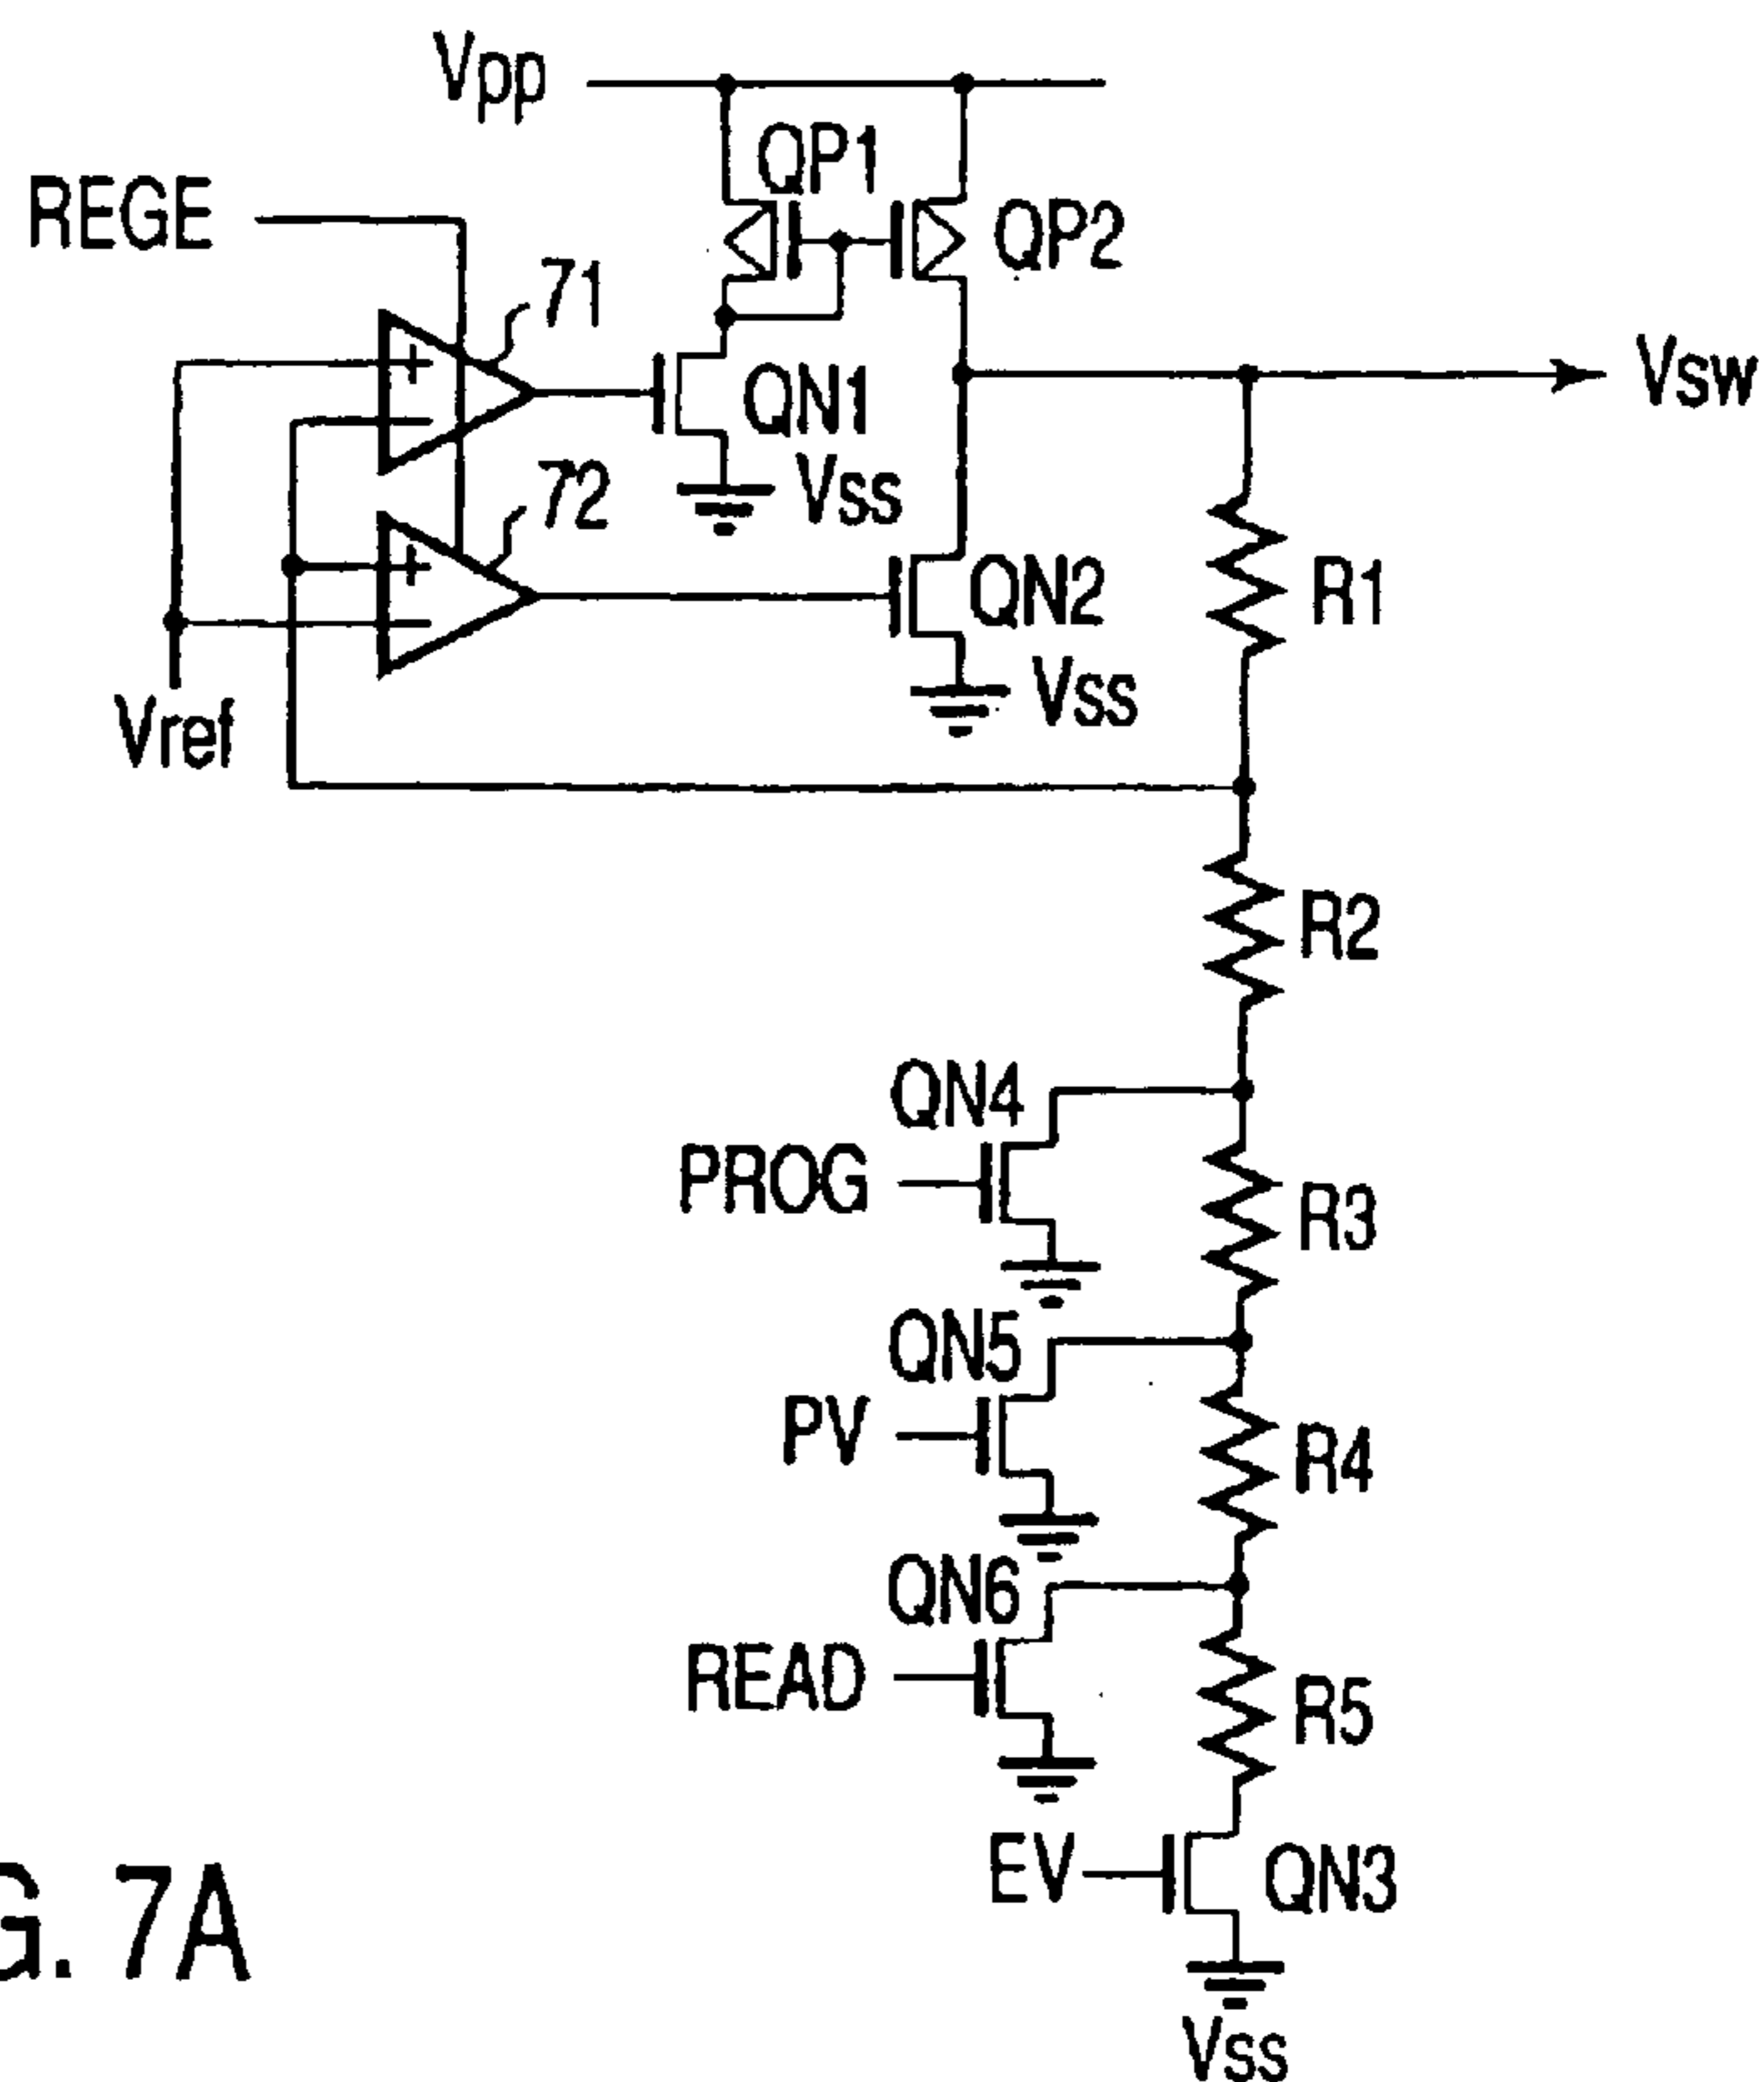 Vpp
QP1
REGE
QP2
71
Vsw
QN1
Vss
72
QN2
R1
Vss
Vref
R2
QN4
PROG
R3
QN5
PV
R4
QN6
READ
R5
EV
QN3
G. 7A
Vss